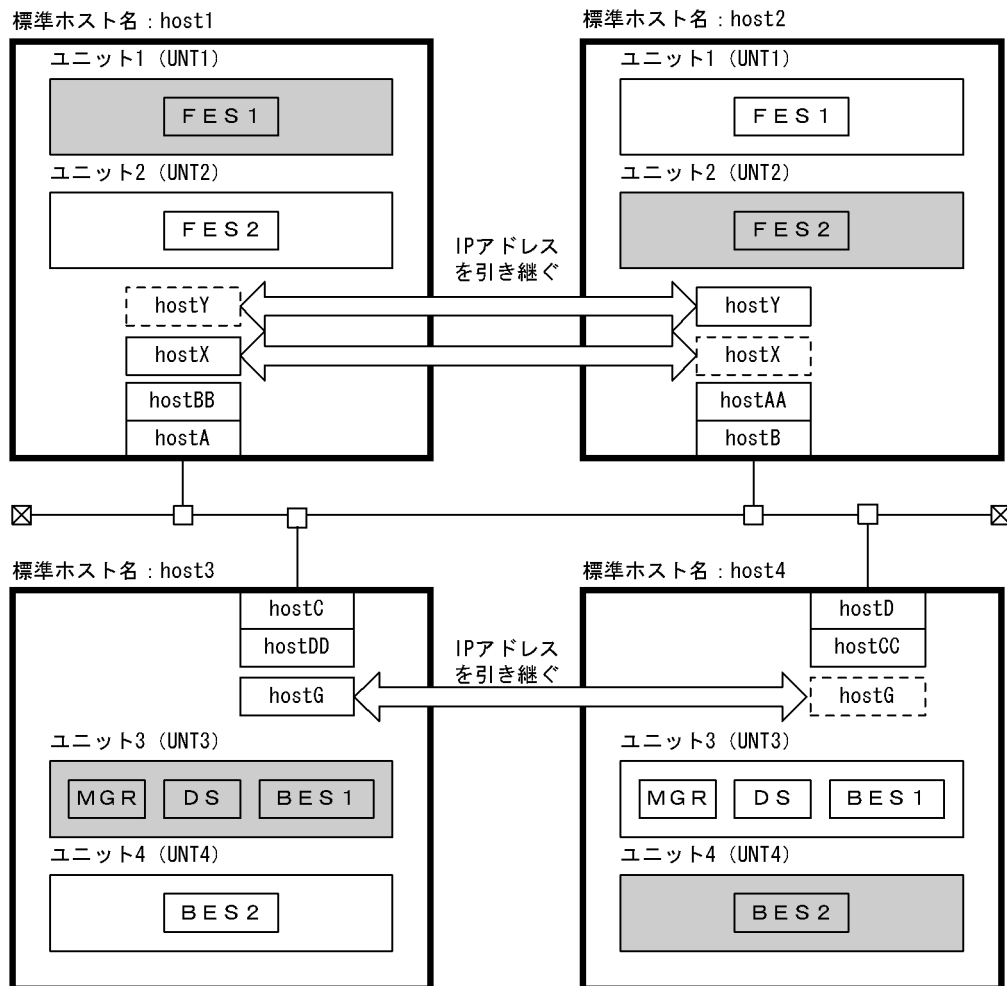 標準ホスト名：host1
標準ホスト名：host2
ユニット1（UNT1）
ＦＥＳ１
ユニット2（UNT2）
ＦＥＳ２
ユニット1（UNT1）
ＦＥＳ１
ユニット2（UNT2）
ＦＥＳ２
IPアドレス
を引き継ぐ
hostY
hostX
hostBB
hostA
hostY
hostX
hostAA
hostB
標準ホスト名：host3
標準ホスト名：host4
hostC
hostDD
hostG
IPアドレス
を引き継ぐ
hostD
hostCC
hostG
ユニット3（UNT3）
ＭＧＲ ＤＳ ＢＥＳ１
ユニット4（UNT4）
ＢＥＳ２
ユニット3（UNT3）
ＭＧＲ ＤＳ ＢＥＳ１
ユニット4（UNT4）
ＢＥＳ２